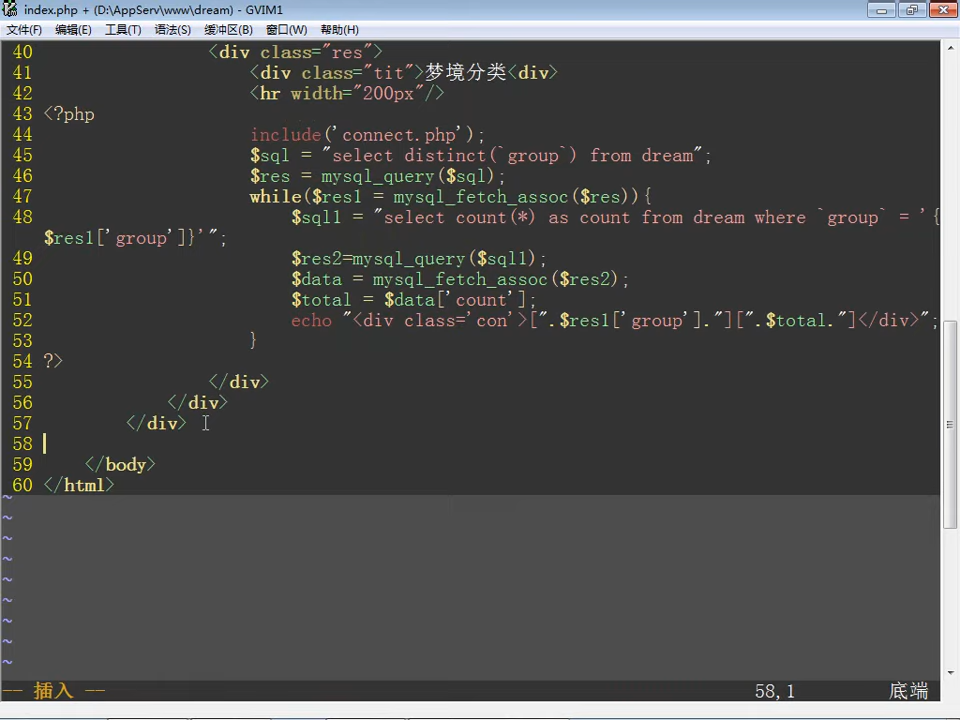 index.php + (D:\AppServ\www\dream) - GVIM1
文件(F) 编辑(E) 工具(T) 语法(S) 缓冲区(B) 窗口(W) 帮助(H)
40 <div class="res">
41 <div class="tit">梦境分类<div>
42 <hr width="200px"/>
43 <?php
44 include('connect.php');
45 $sql = "select distinct(`group`) from dream";
46 $res = mysql_query($sql);
47 while($res1 = mysql_fetch_assoc($res)){
48 $sql1 = "select count(*) as count from dream where `group` = '{
$res1['group']}'";
49 $res2=mysql_query($sql1);
50 $data = mysql_fetch_assoc($res2);
51 $total = $data['count'];
52 echo "<div class='con'>[".$res1['group']."][".$total."]</div>";
53 }
54 ?>
55 </div>
56 </div>
57 </div>
58
59 </body>
60 </html>
~
~
~
~
~
~
~
~
~
-- 插入 -- 58,1 底端